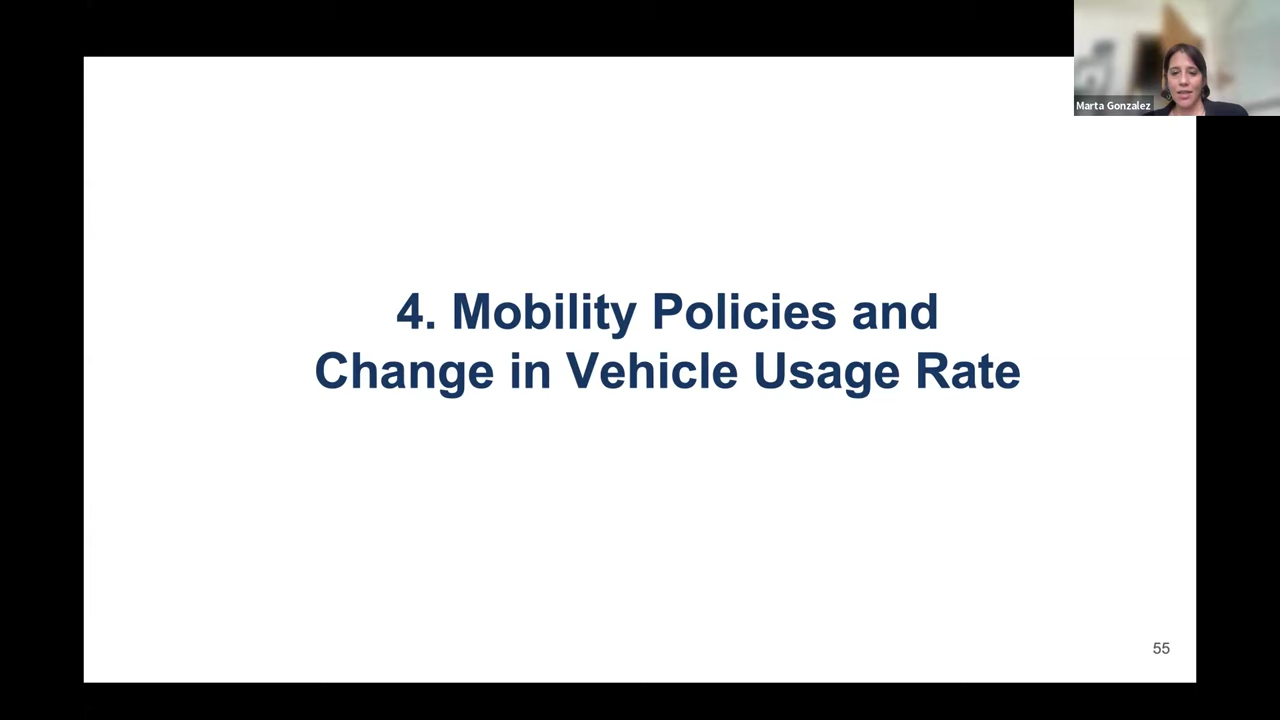 Marta Gonzalez
4. Mobility Policies and
Change in Vehicle Usage Rate
55